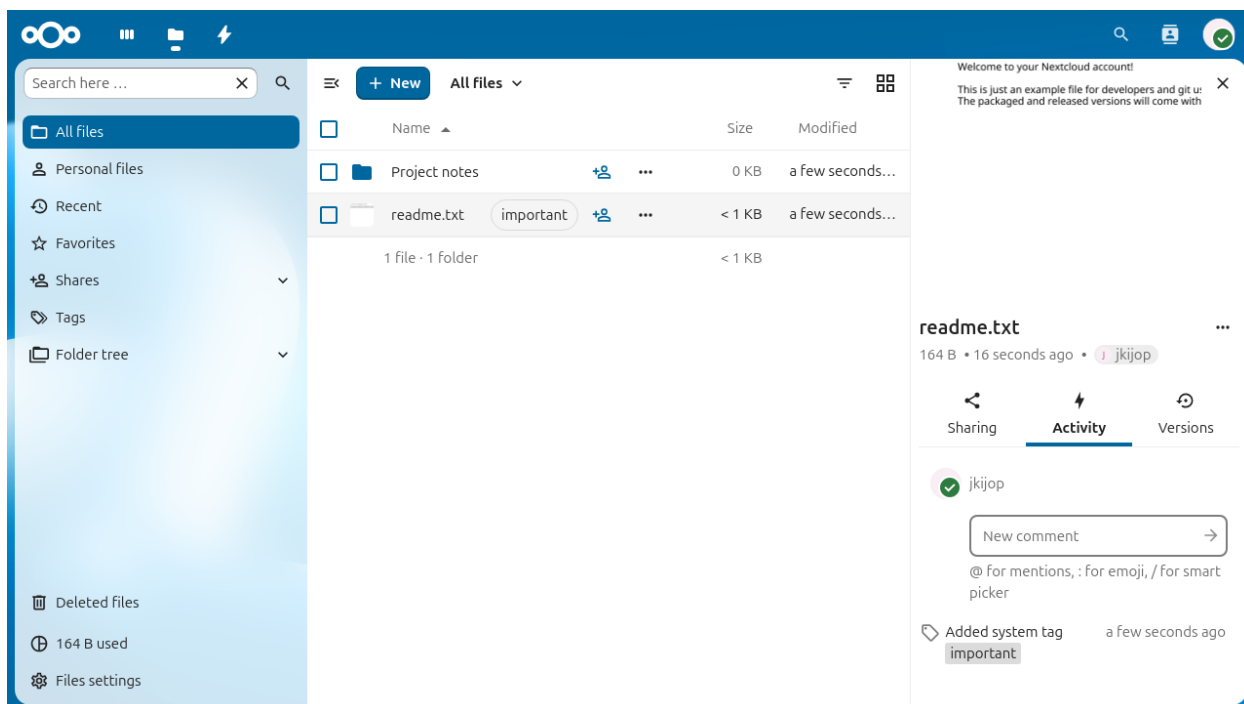 Search here ...
All files
Personal files
Recent
Favorites
Shares
Tags
Folder tree
Deleted files
164 B used
Files settings
+ New
All files
Name
Size
Modified
Project notes
0 KB
a few seconds...
readme.txt
important
< 1 KB
a few seconds...
1 file · 1 folder
< 1 KB
Welcome to your Nextcloud account!
This is just an example file for developers and git
The packaged and released versions will come with
readme.txt
164 B • 16 seconds ago • J jkijop
Sharing
Activity
Versions
jkijop
New comment
@ for mentions, : for emoji, / for smart
picker
Added system tag
a few seconds ago
important